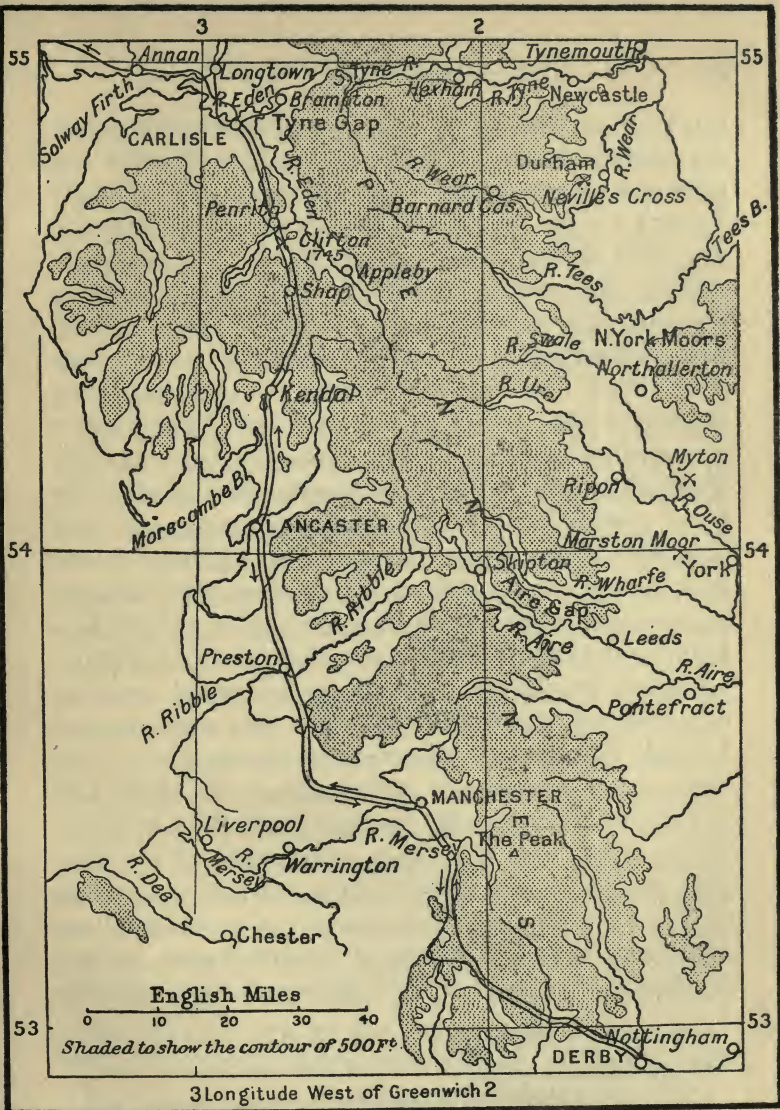 3 2
55 55
Annan
Longtown
Tynemouth
Tyne R.
Solway Firth
R. Eden
Brampton
Hexham
R. Tyne
Newcastle
CARLISLE
Tyne Gap
R. Eden
Durham
R. Wear
R. Wear
Neville's Cross
Barnard Cas.
Penrith
Clifton
1745
Appleby
Tees B.
R. Tees
Shap
R. Swale
N. York Moors
Northallerton
R. Ure
Kendal
Myton
Ripon
R. Ouse
Morecambe B.
LANCASTER
Marston Moor
54 54
York
Skipton
R. Wharfe
Aire Gap
R. Ribble
R. Aire
Leeds
Preston
R. Aire
Pontefract
R. Ribble
MANCHESTER
Liverpool
R. Mersey
Warrington
R. Merse
The Peak
R. Dee
Chester
P E N N I N E S
English Miles
0 10 20 30 40
53 53
Shaded to show the contour of 500 Ft.
Nottingham
DERBY
3 Longitude West of Greenwich 2